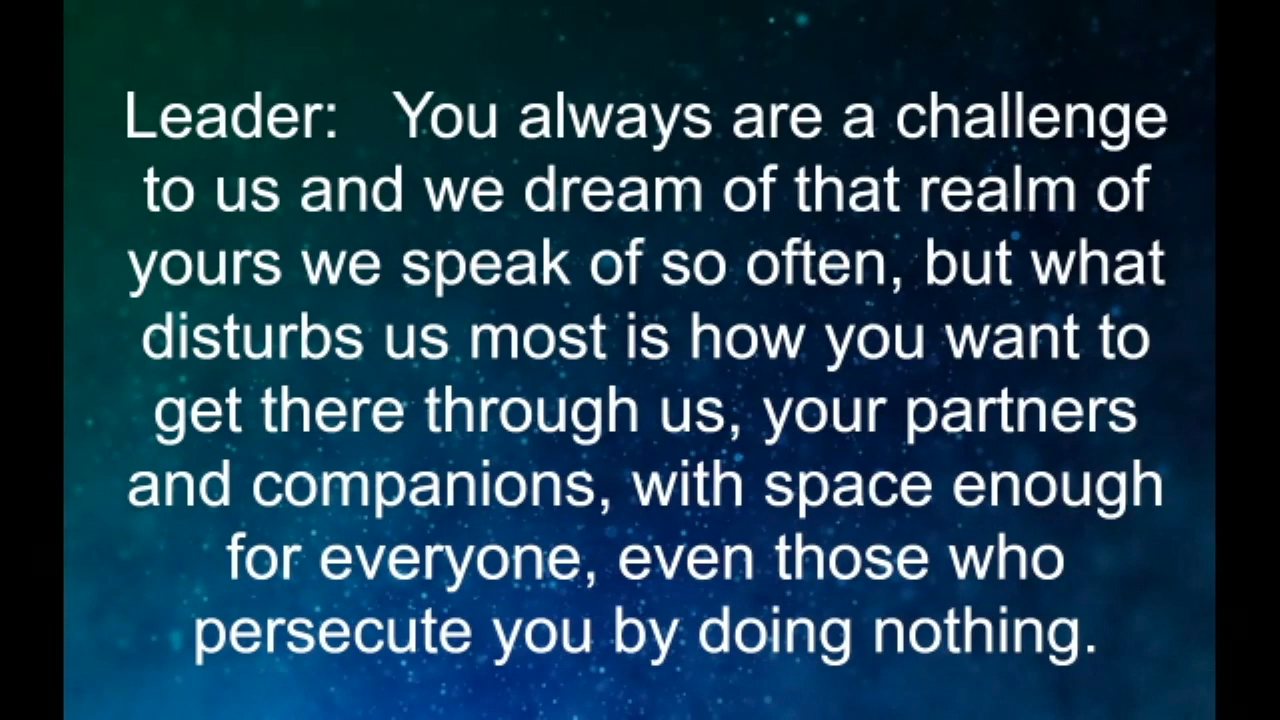 Leader:   You always are a challenge
to us and we dream of that realm of
yours we speak of so often, but what
disturbs us most is how you want to
get there through us, your partners
and companions, with space enough
for everyone, even those who
persecute you by doing nothing.